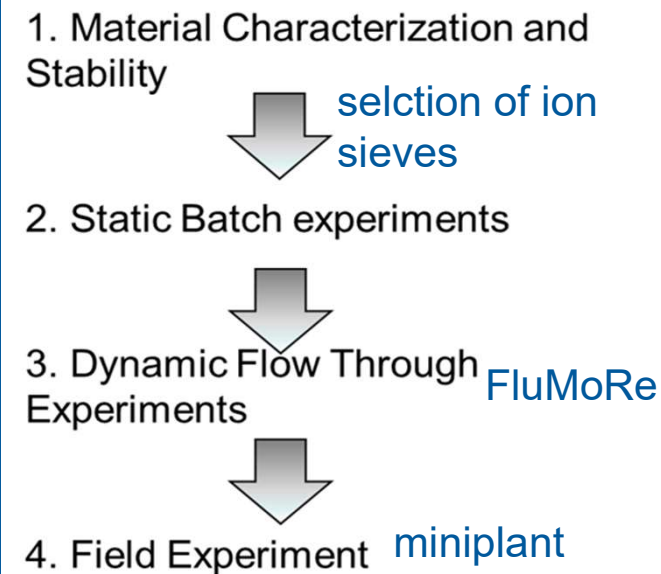 1. Material Characterization and
Stability
selction of ion
sieves
2. Static Batch experiments
3. Dynamic Flow Through
Experiments
FluMoRe
4. Field Experiment
miniplant